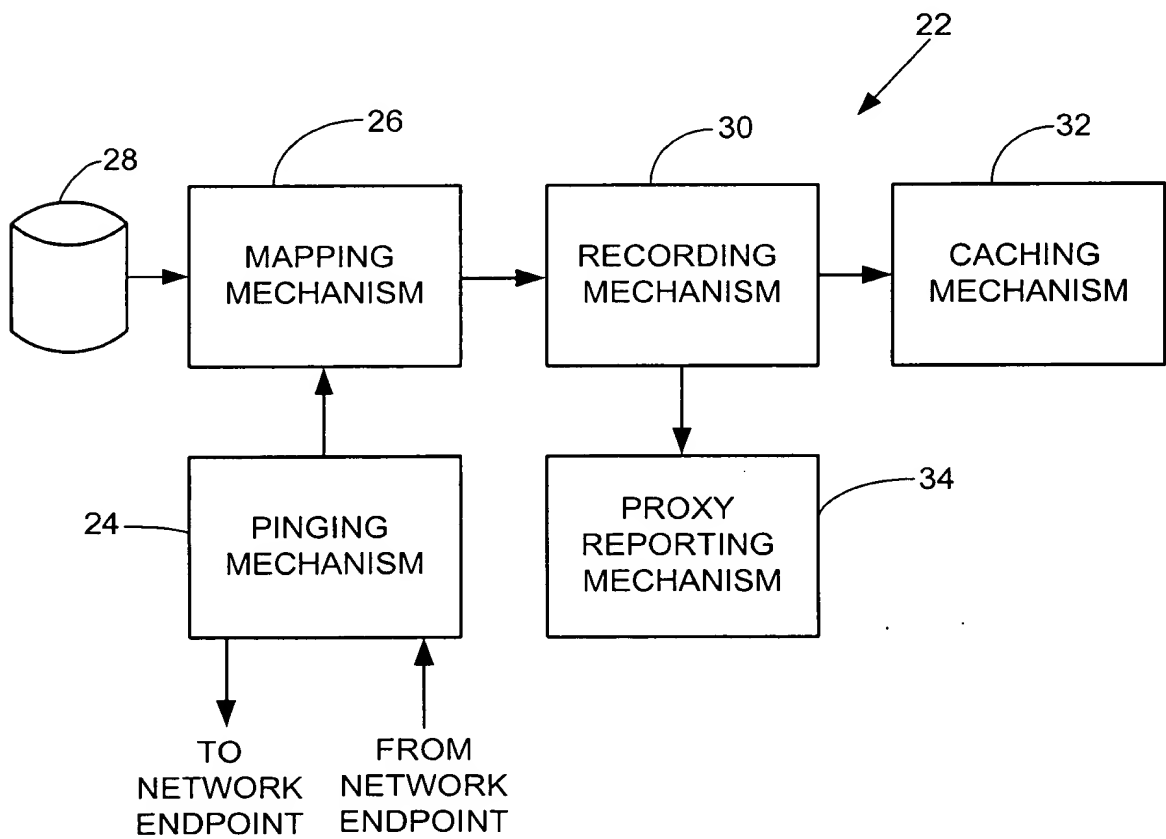 22
28
26
30
32
MAPPING
MECHANISM
RECORDING
MECHANISM
CACHING
MECHANISM
24
PINGING
MECHANISM
PROXY
REPORTING
MECHANISM
34
TO
NETWORK
ENDPOINT
FROM
NETWORK
ENDPOINT